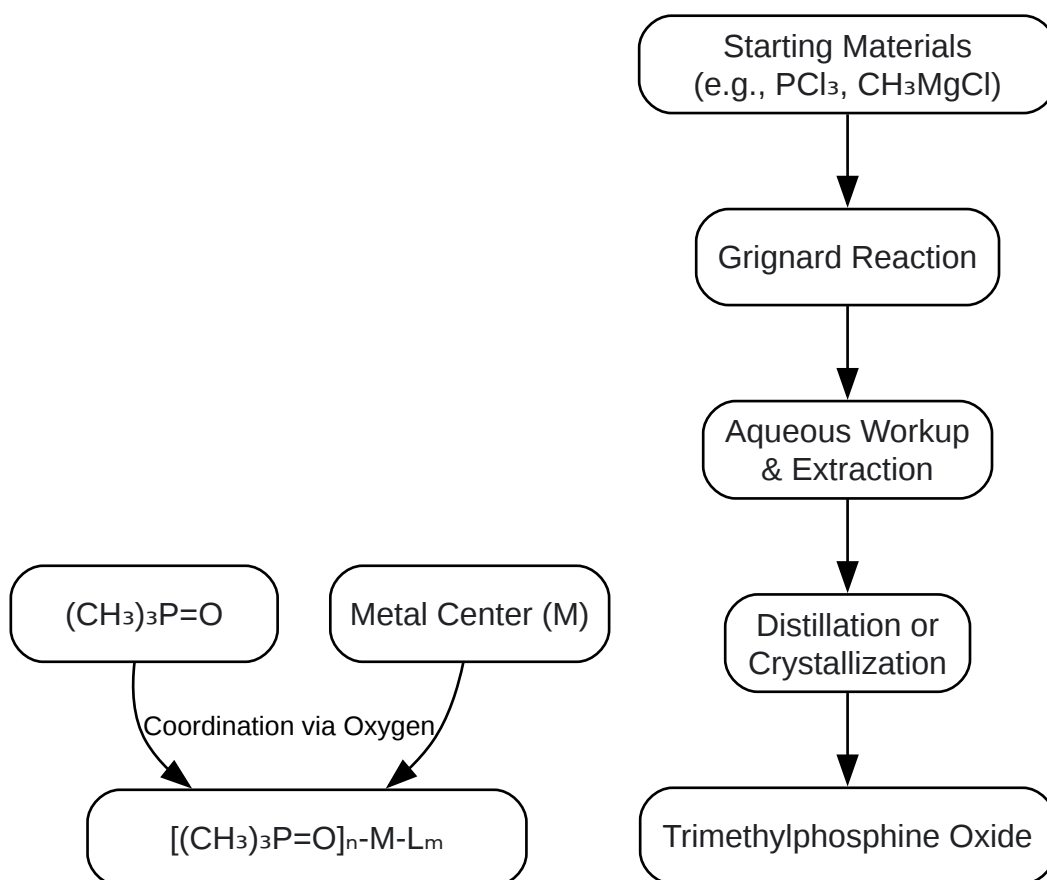 Starting Materials
(e.g., PCl₃, CH₃MgCl)
Grignard Reaction
Aqueous Workup
& Extraction
Distillation or
Crystallization
Trimethylphosphine Oxide
(CH₃)₃P=O
Metal Center (M)
Coordination via Oxygen
[(CH₃)₃P=O]ₙ-M-Lₘ